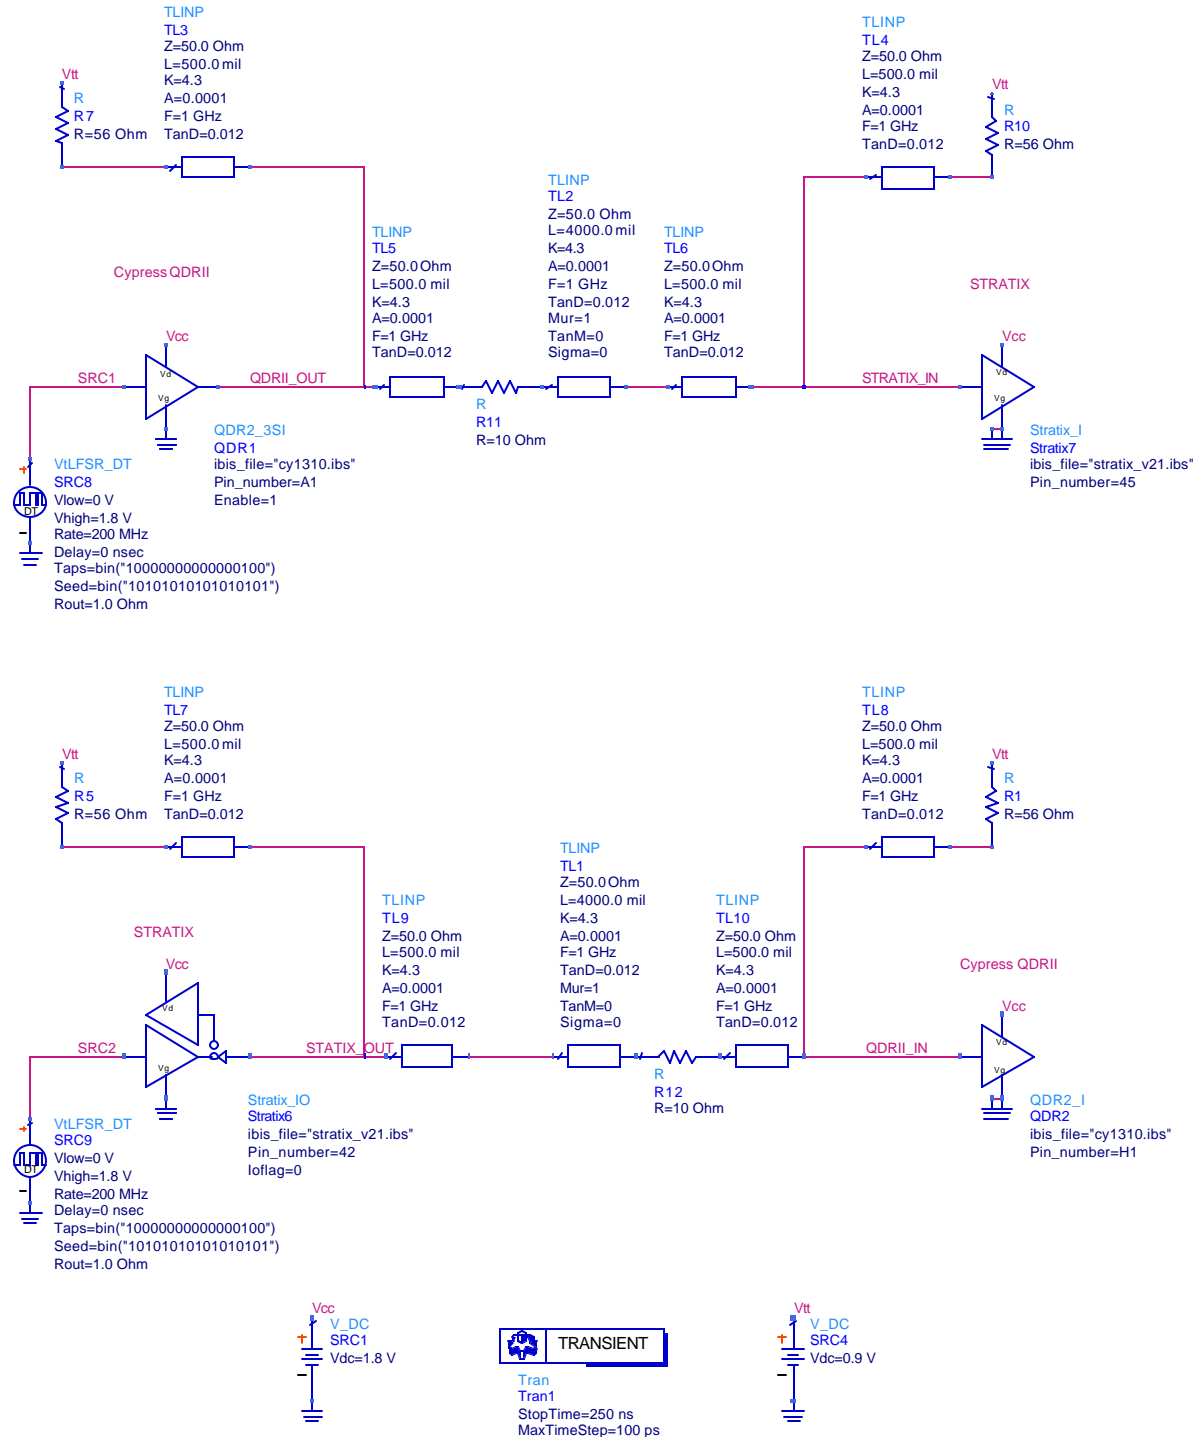 TLINP
TL3
Z=50.0 Ohm
L=500.0 mil
K=4.3
A=0.0001
F=1 GHz
TanD=0.012
Vtt
R
R7
R=56 Ohm
TLINP
TL4
Z=50.0 Ohm
L=500.0 mil
K=4.3
A=0.0001
F=1 GHz
TanD=0.012
Vtt
R
R10
R=56 Ohm
TLINP
TL2
Z=50.0 Ohm
L=4000.0 mil
K=4.3
A=0.0001
F=1 GHz
TanD=0.012
Mur=1
TanM=0
Sigma=0
TLINP
TL5
Z=50.0 Ohm
L=500.0 mil
K=4.3
A=0.0001
F=1 GHz
TanD=0.012
TLINP
TL6
Z=50.0 Ohm
L=500.0 mil
K=4.3
A=0.0001
F=1 GHz
TanD=0.012
Cypress QDRII
STRATIX
Vcc
Vd
Vg
SRC1
QDRII_OUT
R
R11
R=10 Ohm
STRATIX_IN
Vcc
Vd
Vg
QDR2_3SI
QDR1
ibis_file="cy1310.ibs"
Pin_number=A1
Enable=1
Stratix_I
Stratix7
ibis_file="stratix_v21.ibs"
Pin_number=45
DT
VtLFSR_DT
SRC8
Vlow=0 V
Vhigh=1.8 V
Rate=200 MHz
Delay=0 nsec
Taps=bin("10000000000000100")
Seed=bin("10101010101010101")
Rout=1.0 Ohm
TLINP
TL7
Z=50.0 Ohm
L=500.0 mil
K=4.3
A=0.0001
F=1 GHz
TanD=0.012
Vtt
R
R5
R=56 Ohm
TLINP
TL8
Z=50.0 Ohm
L=500.0 mil
K=4.3
A=0.0001
F=1 GHz
TanD=0.012
Vtt
R
R1
R=56 Ohm
TLINP
TL1
Z=50.0 Ohm
L=4000.0 mil
K=4.3
A=0.0001
F=1 GHz
TanD=0.012
Mur=1
TanM=0
Sigma=0
TLINP
TL9
Z=50.0 Ohm
L=500.0 mil
K=4.3
A=0.0001
F=1 GHz
TanD=0.012
TLINP
TL10
Z=50.0 Ohm
L=500.0 mil
K=4.3
A=0.0001
F=1 GHz
TanD=0.012
STRATIX
Cypress QDRII
Vcc
Vd
Vg
SRC2
STATIX_OUT
R
R12
R=10 Ohm
QDRII_IN
Vcc
Vd
Vg
Stratix_IO
Stratix6
ibis_file="stratix_v21.ibs"
Pin_number=42
Ioflag=0
QDR2_I
QDR2
ibis_file="cy1310.ibs"
Pin_number=H1
DT
VtLFSR_DT
SRC9
Vlow=0 V
Vhigh=1.8 V
Rate=200 MHz
Delay=0 nsec
Taps=bin("10000000000000100")
Seed=bin("10101010101010101")
Rout=1.0 Ohm
Vcc
V_DC
SRC1
Vdc=1.8 V
TRANSIENT
Tran
Tran1
StopTime=250 ns
MaxTimeStep=100 ps
Vtt
V_DC
SRC4
Vdc=0.9 V